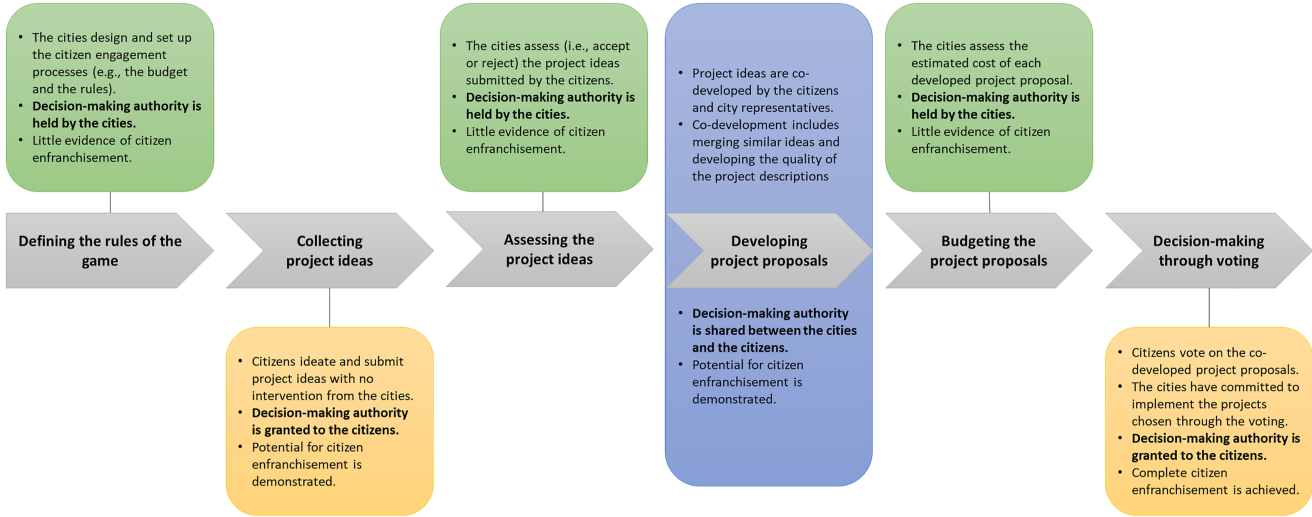 • The cities design and set up
the citizen engagement
processes (e.g., the budget
and the rules).
• Decision-making authority is
held by the cities.
• Little evidence of citizen
enfranchisement.
Defining the rules of the
game
Collecting
project ideas
• Citizens ideate and submit
project ideas with no
intervention from the cities.
• Decision-making authority
is granted to the citizens.
• Potential for citizen
enfranchisement is
demonstrated.
• The cities assess (i.e., accept
or reject) the project ideas
submitted by the citizens.
• Decision-making authority is
held by the cities.
• Little evidence of citizen
enfranchisement.
Assessing the
project ideas
• Project ideas are co-
developed by the citizens
and city representatives.
• Co-development includes
merging similar ideas and
developing the quality of
the project descriptions
Developing
project proposals
• Decision-making authority
is shared between the cities
and the citizens.
• Potential for citizen
enfranchisement is
demonstrated.
• The cities assess the
estimated cost of each
developed project proposal.
• Decision-making authority is
held by the cities.
• Little evidence of citizen
enfranchisement.
Budgeting the
project proposals
Decision-making
through voting
• Citizens vote on the co-
developed project proposals.
• The cities have committed to
implement the projects
chosen through the voting.
• Decision-making authority is
granted to the citizens.
• Complete citizen
enfranchisement is achieved.